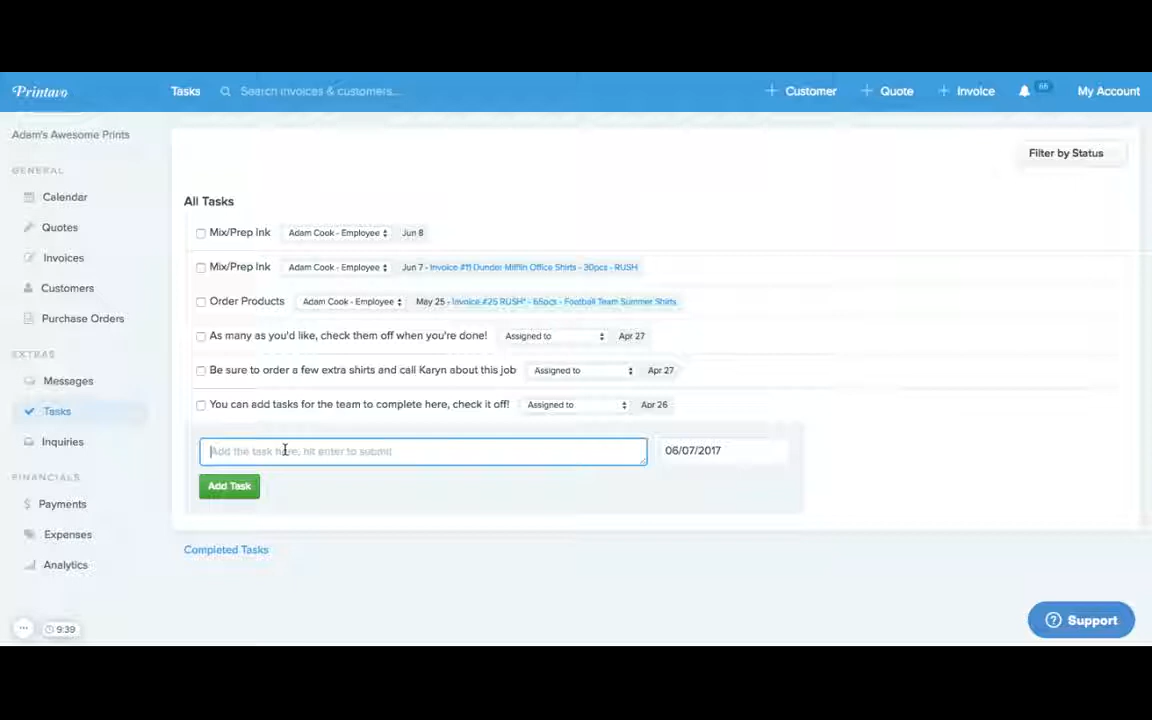 Printavo
Tasks
Search invoices & customers...
Customer
Quote
Invoice
66
My Account
Adam's Awesome Prints
GENERAL
Calendar
Quotes
Invoices
Customers
Purchase Orders
EXTRAS
Messages
Tasks
Inquiries
FINANCIALS
Payments
Expenses
Analytics
9:39
Filter by Status
All Tasks
Mix/Prep Ink Adam Cook - Employee Jun 8
Mix/Prep Ink Adam Cook - Employee Jun 7 - Invoice #11 Dunder Mifflin Office Shirts - 30pcs - RUSH
Order Products Adam Cook - Employee May 25 - Invoice #25 RUSH* - 65pcs - Football Team Summer Shirts
As many as you'd like, check them off when you're done! Assigned to Apr 27
Be sure to order a few extra shirts and call Karyn about this job Assigned to Apr 27
You can add tasks for the team to complete here, check it off! Assigned to Apr 26
Add the task here, hit enter to submit 06/07/2017
Add Task
Completed Tasks
Support